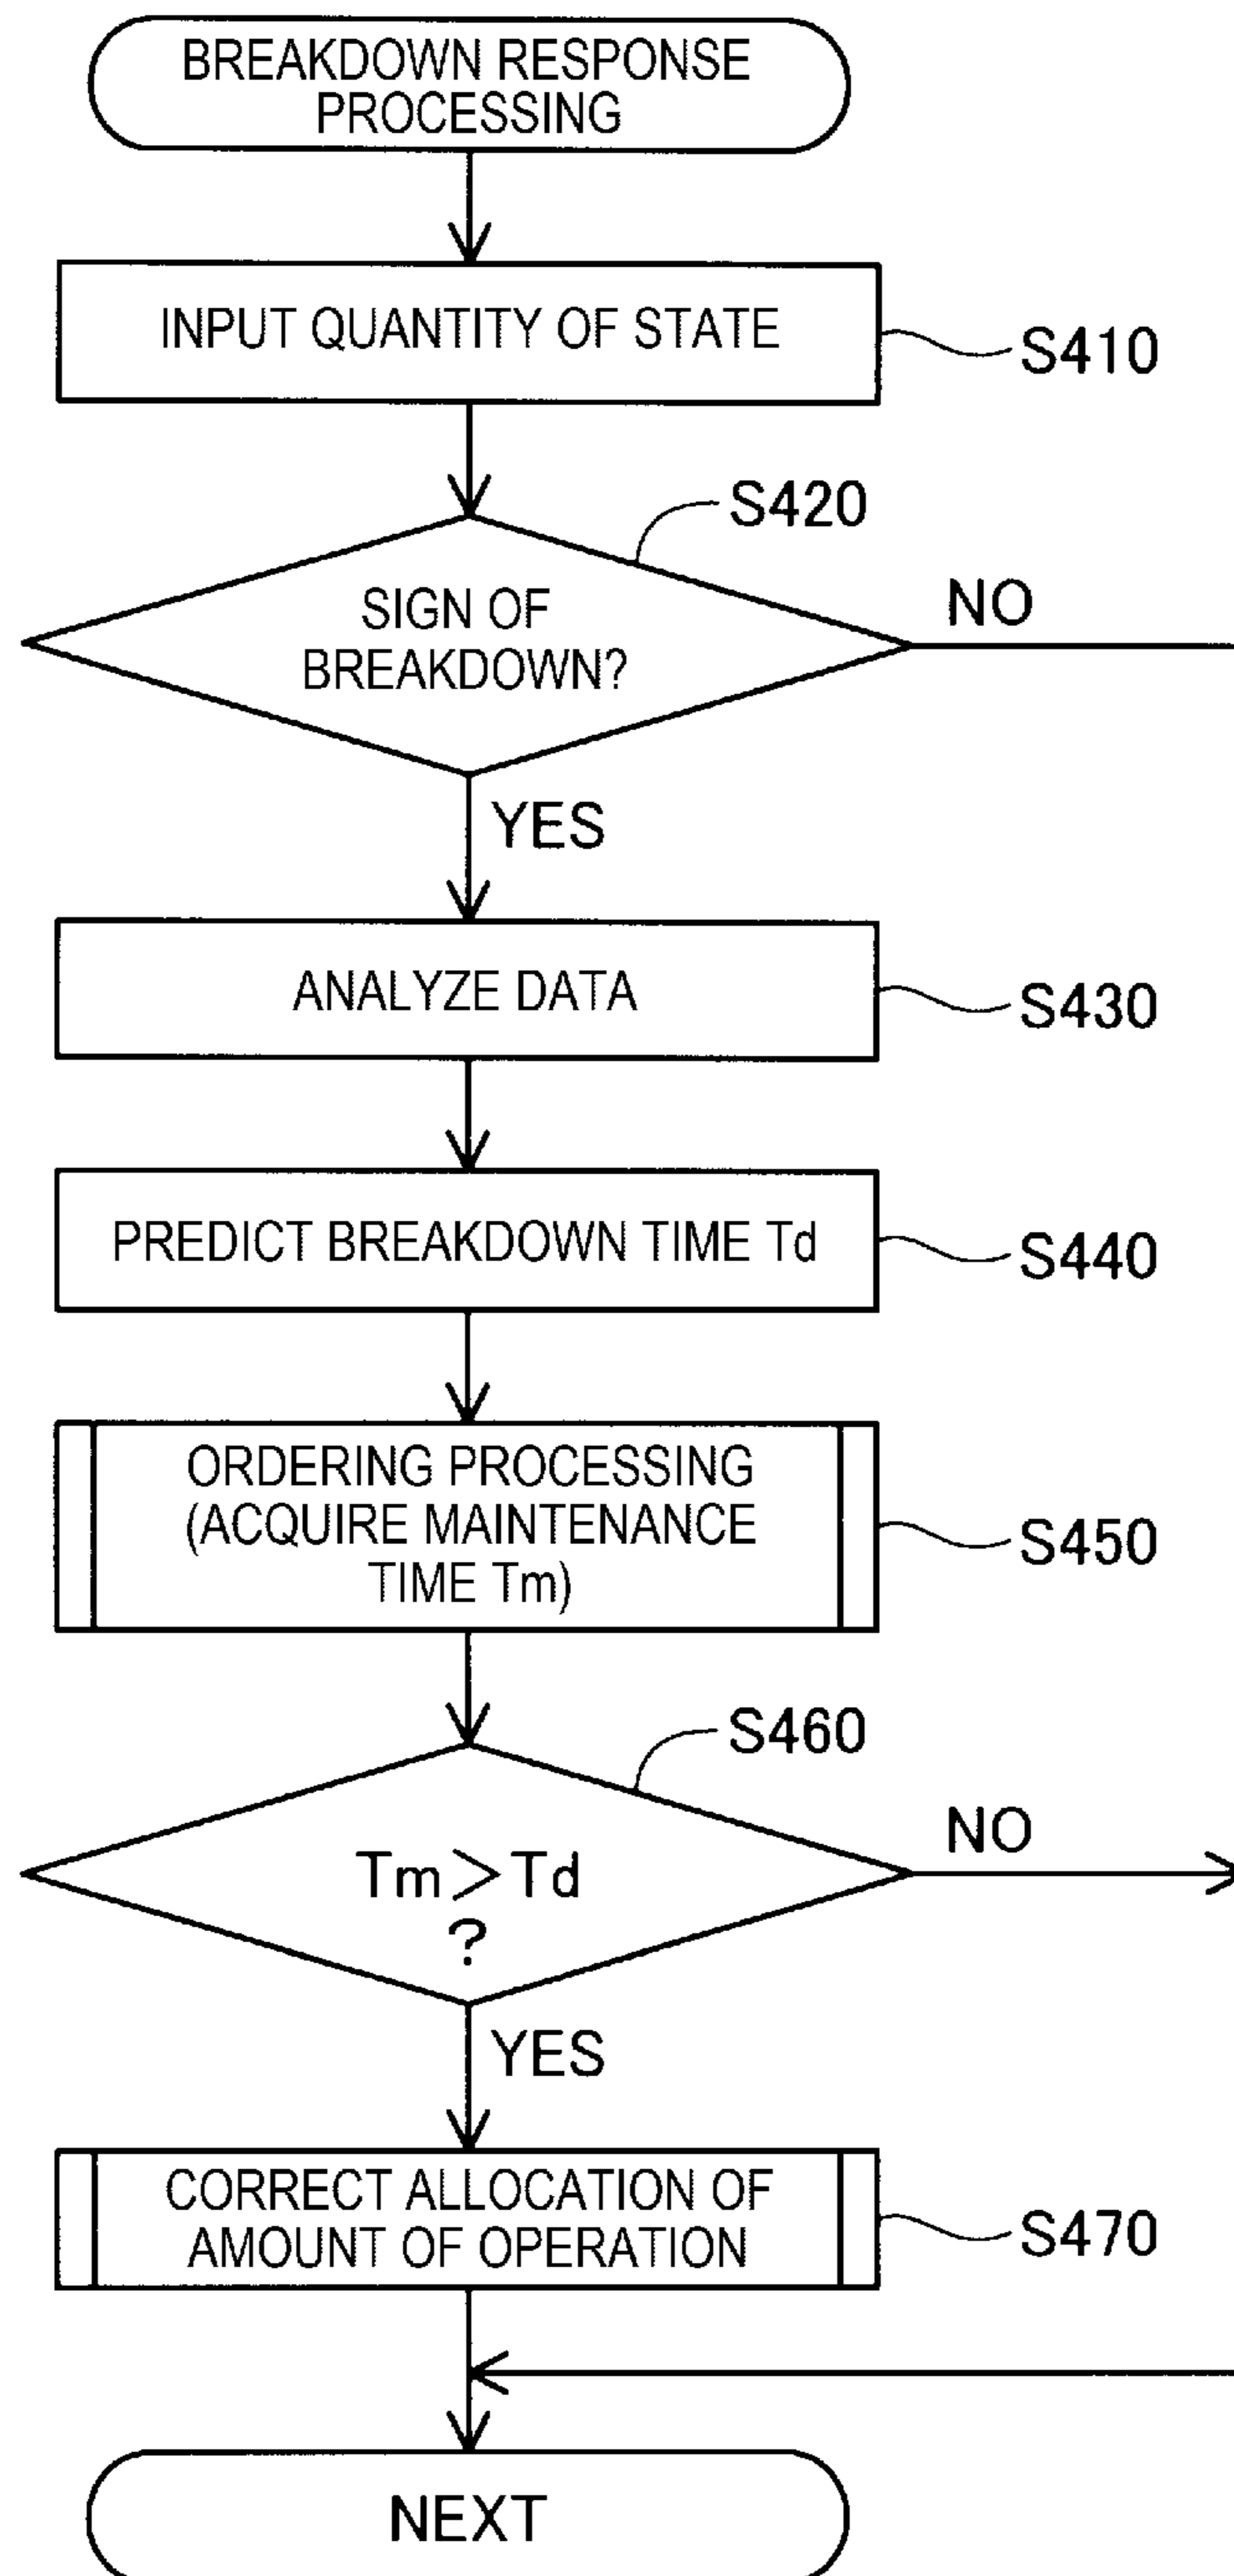 BREAKDOWN RESPONSE
PROCESSING
INPUT QUANTITY OF STATE
S410
S420
SIGN OF
BREAKDOWN?
NO
YES
ANALYZE DATA
S430
PREDICT BREAKDOWN TIME Td
S440
ORDERING PROCESSING
(ACQUIRE MAINTENANCE
TIME Tm)
S450
S460
Tm>Td
?
NO
YES
CORRECT ALLOCATION OF
AMOUNT OF OPERATION
S470
NEXT